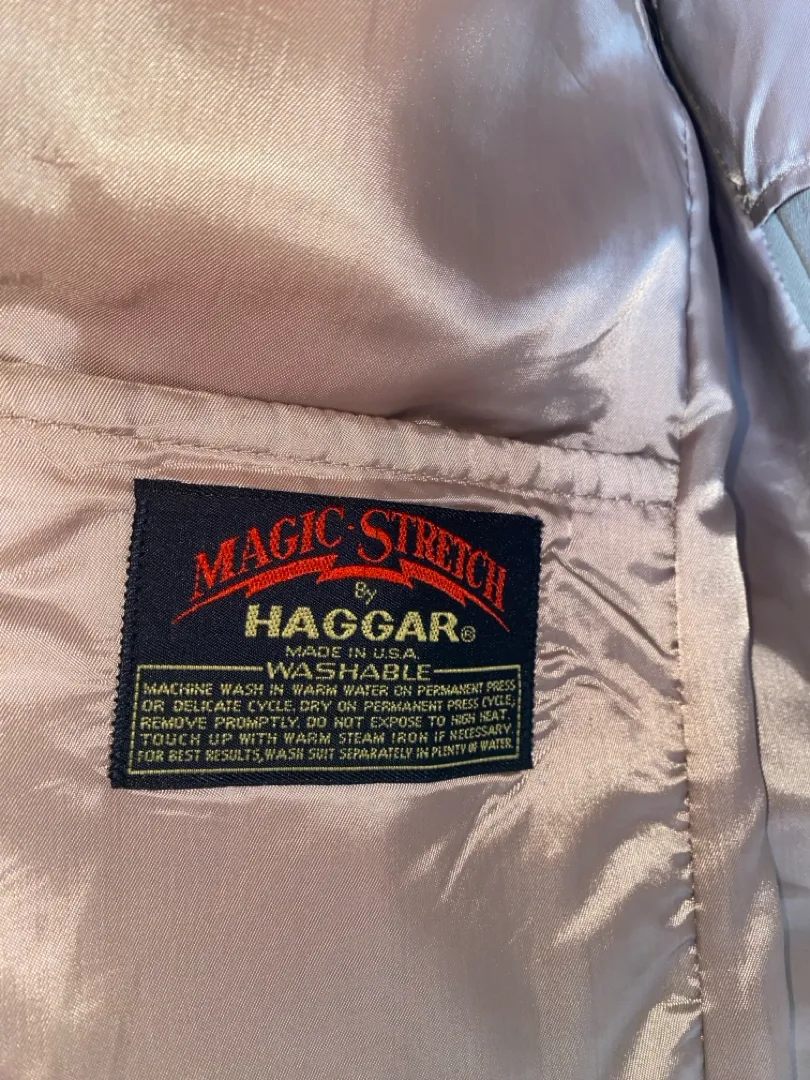 MAGIC·STRETCH
By
HAGGAR®
MADE IN U.S.A.
WASHABLE
MACHINE WASH IN WARM WATER ON PERMANENT PRESS
OR DELICATE CYCLE, DRY ON PERMANENT PRESS CYCLE,
REMOVE PROMPTLY. DO NOT EXPOSE TO HIGH HEAT.
TOUCH UP WITH WARM STEAM IRON IF NECESSARY.
FOR BEST RESULTS, WASH SUIT SEPARATELY IN PLENTY OF WATER.